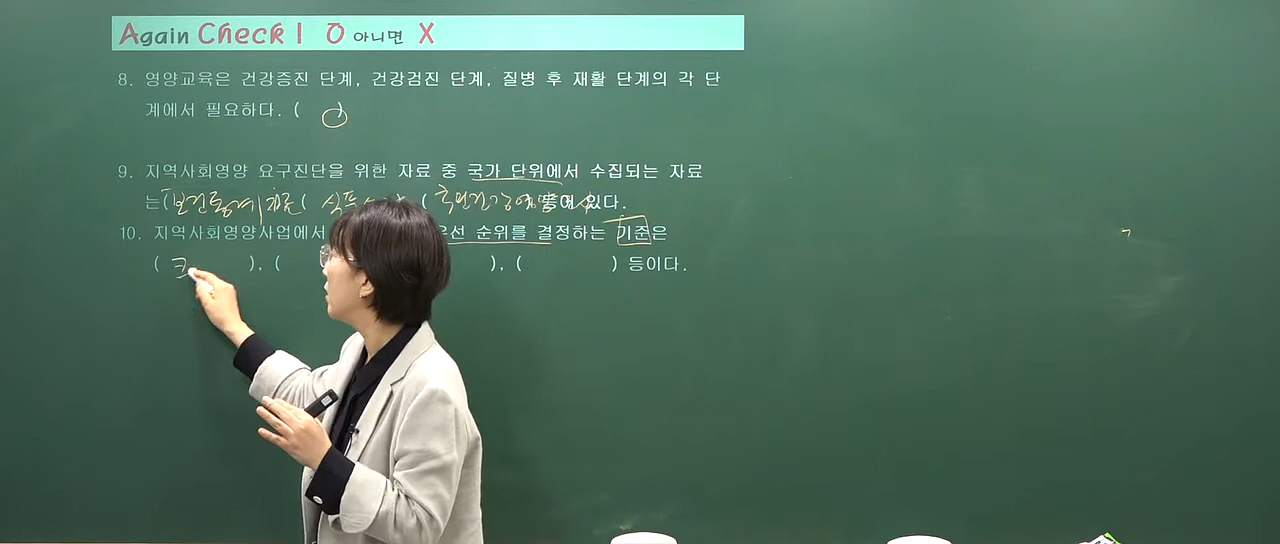 Again Check! O 아니면 X
8. 영양교육은 건강증진 단계, 건강검진 단계, 질병 후 재활 단계의 각 단
계에서 필요하다. ( O )
9. 지역사회영양 요구진단을 위한 자료 중 국가 단위에서 수집되는 자료
는 (보건통계자료), ( ), ( 국민건강영양 ) 등이 있다.
10. 지역사회영양사업에서 우선 순위를 결정하는 기준은
( ), ( ), ( ) 등이다.